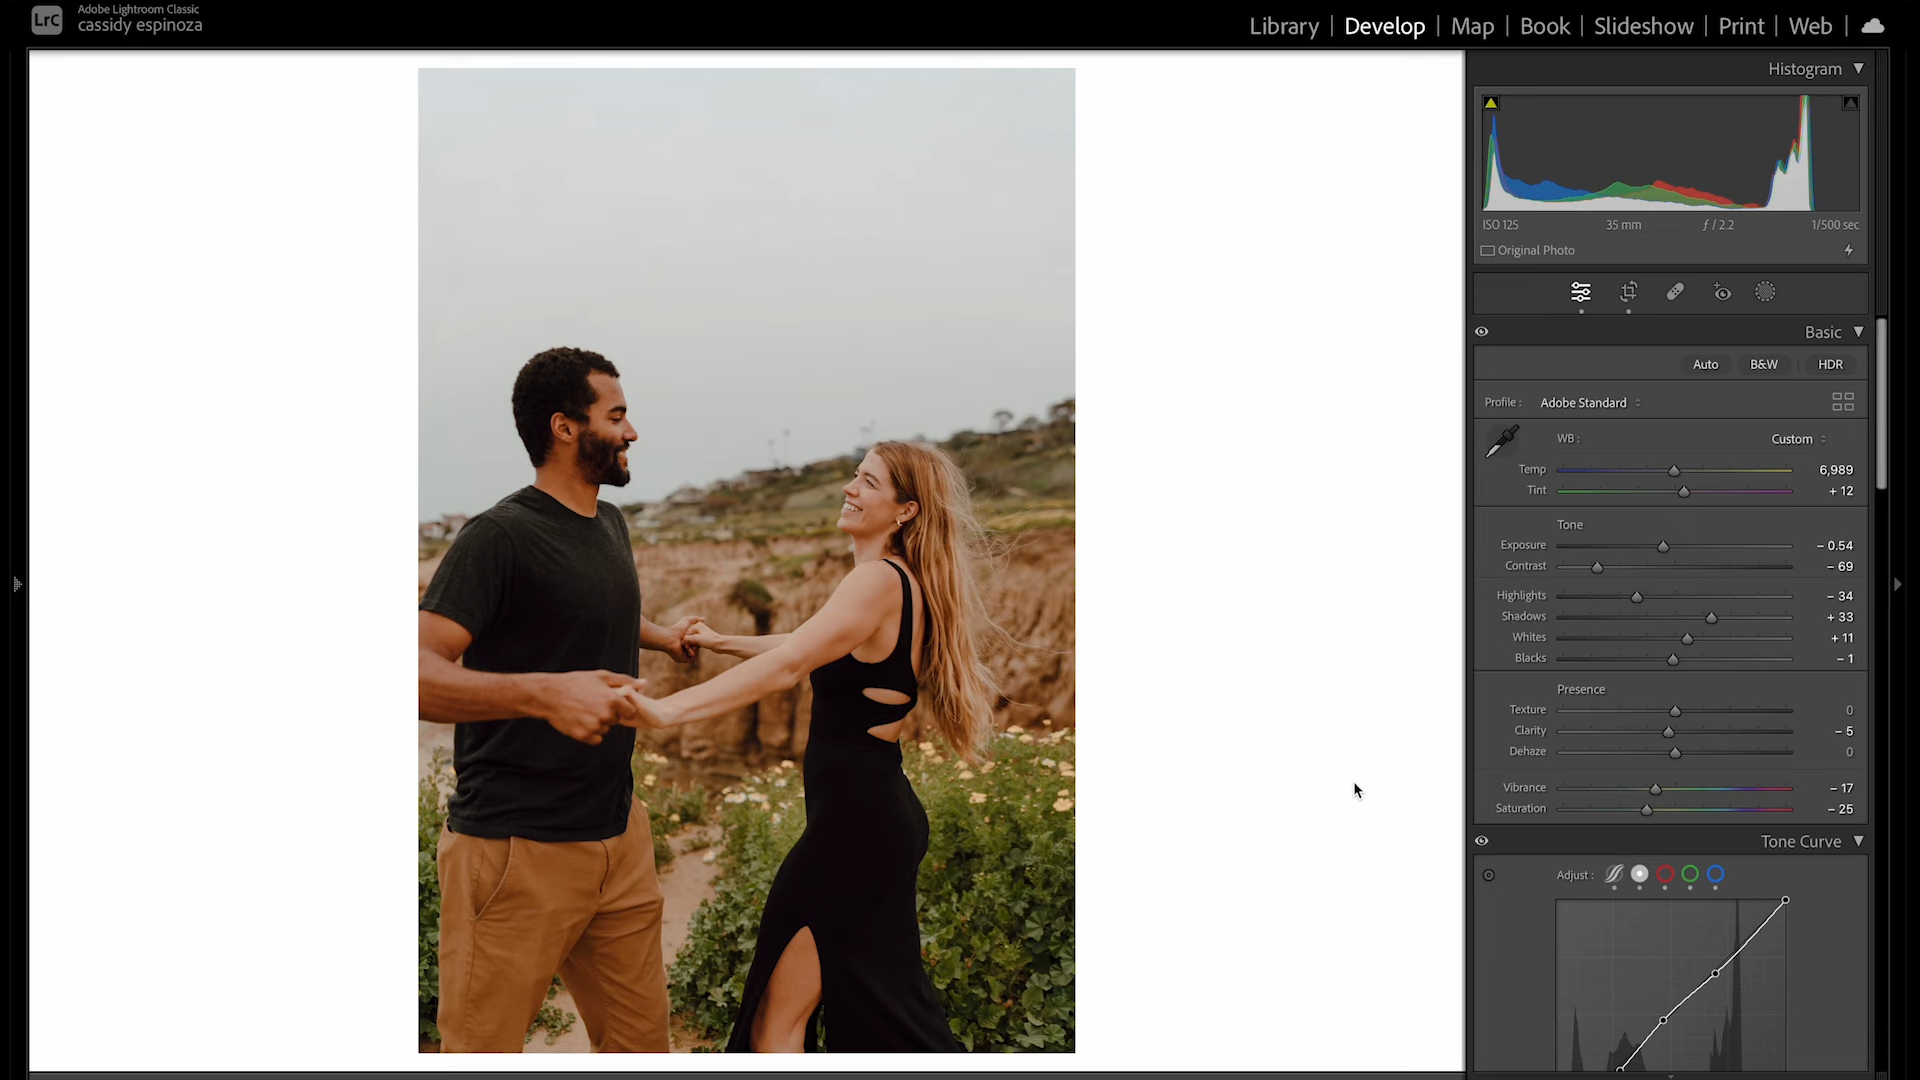 LrC
Adobe Lightroom Classic
cassidy espinoza
Library | Develop | Map | Book | Slideshow | Print | Web |
Histogram
ISO 125 35 mm ƒ / 2.2 1/500 sec
Original Photo
Basic
Auto B&W HDR
Profile : Adobe Standard
WB : Custom
Temp 6,989
Tint + 12
Tone
Exposure – 0.54
Contrast – 69
Highlights – 34
Shadows + 33
Whites + 11
Blacks – 1
Presence
Texture 0
Clarity – 5
Dehaze 0
Vibrance – 17
Saturation – 25
Tone Curve
Adjust :